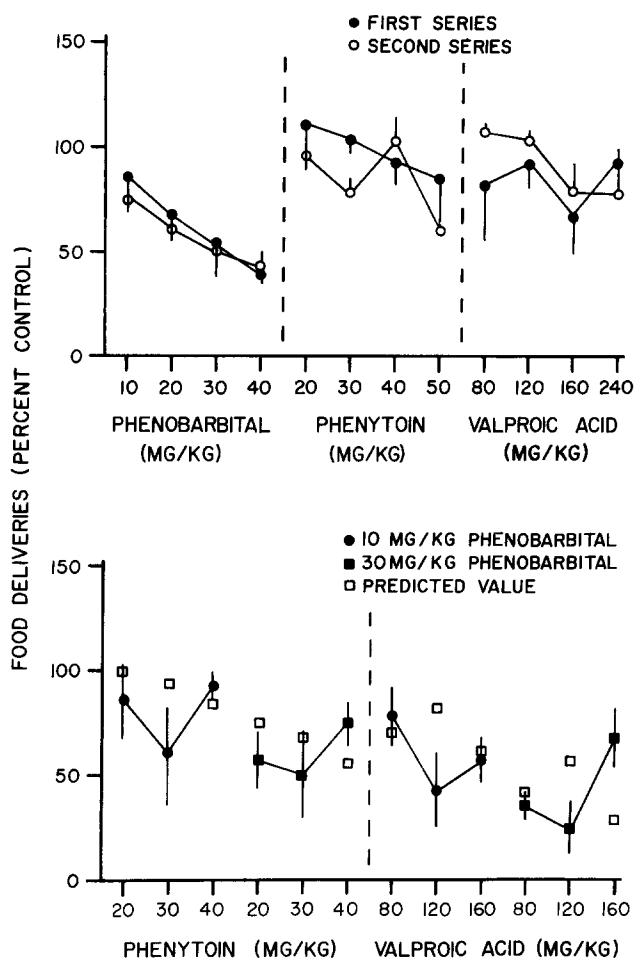 FIRST SERIES
SECOND SERIES
150
100
50
0
10 20 30 40 20 30 40 50 80 120 160 240
PHENOBARBITAL PHENYTOIN VALPROIC ACID
(MG/KG) (MG/KG) (MG/KG)
FOOD DELIVERIES (PERCENT CONTROL)
10 MG/KG PHENOBARBITAL
30 MG/KG PHENOBARBITAL
PREDICTED VALUE
150
100
50
0
20 30 40 20 30 40 80 120 160 80 120 160
PHENYTOIN (MG/KG) VALPROIC ACID (MG/KG)